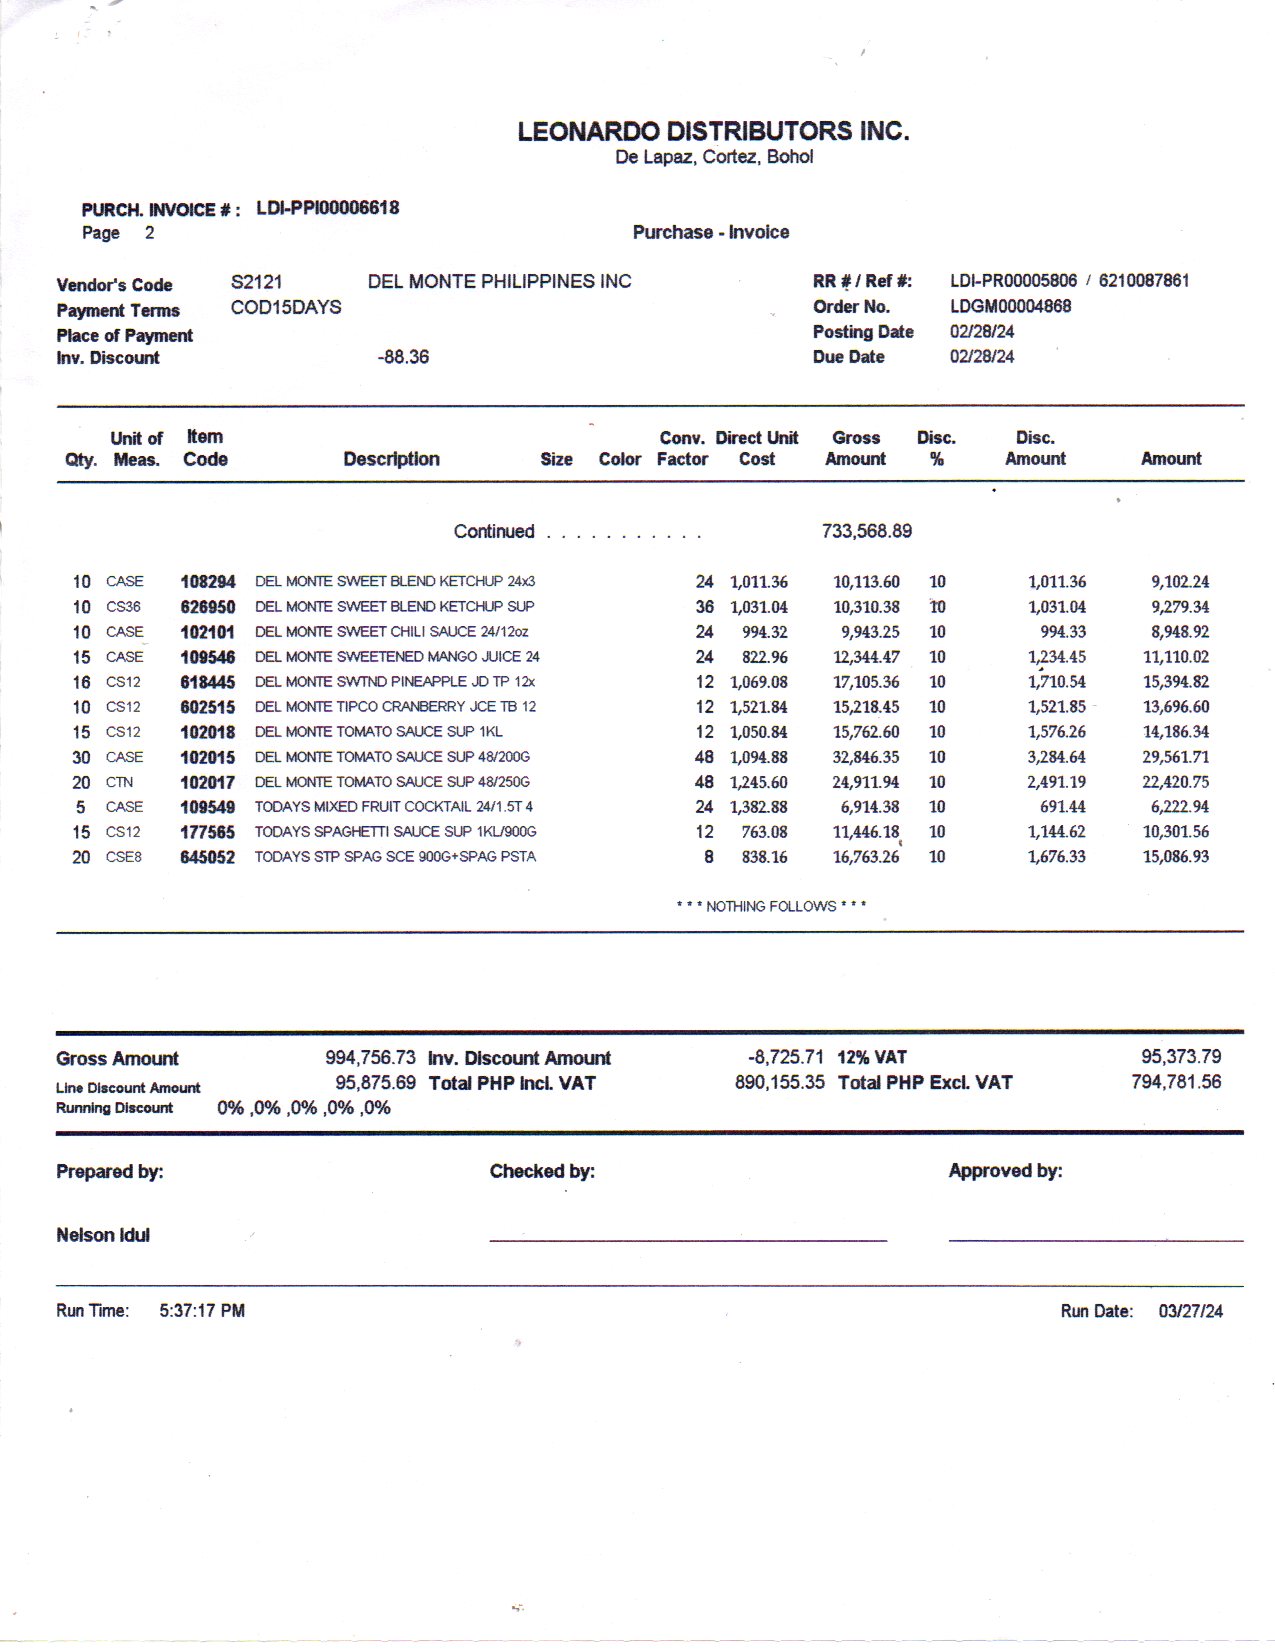 LEONARDO DISTRIBUTORS INC.
De Lapaz, Cortez, Bohol
PURCH. INVOICE # : LDI-PPI00006618
Page 2 Purchase - Invoice
Vendor's Code S2121 DEL MONTE PHILIPPINES INC RR # / Ref #: LDI-PR00005806 / 6210087861
Payment Terms COD15DAYS Order No. LDGM00004868
Place of Payment Posting Date 02/28/24
Inv. Discount -88.36 Due Date 02/28/24
Unit of Item Conv. Direct Unit Gross Disc. Disc.
Qty. Meas. Code Description Size Color Factor Cost Amount % Amount Amount
Continued . . . . . . . . . . . 733,568.89
10 CASE 108294 DEL MONTE SWEET BLEND KETCHUP 24x3 24 1,011.36 10,113.60 10 1,011.36 9,102.24
10 CS36 626950 DEL MONTE SWEET BLEND KETCHUP SUP 36 1,031.04 10,310.38 10 1,031.04 9,279.34
10 CASE 102101 DEL MONTE SWEET CHILI SAUCE 24/12oz 24 994.32 9,943.25 10 994.33 8,948.92
15 CASE 109546 DEL MONTE SWEETENED MANGO JUICE 24 24 822.96 12,344.47 10 1,234.45 11,110.02
16 CS12 618445 DEL MONTE SWTND PINEAPPLE JD TP 12x 12 1,069.08 17,105.36 10 1,710.54 15,394.82
10 CS12 602515 DEL MONTE TIPCO CRANBERRY JCE TB 12 12 1,521.84 15,218.45 10 1,521.85 13,696.60
15 CS12 102018 DEL MONTE TOMATO SAUCE SUP 1KL 12 1,050.84 15,762.60 10 1,576.26 14,186.34
30 CASE 102015 DEL MONTE TOMATO SAUCE SUP 48/200G 48 1,094.88 32,846.35 10 3,284.64 29,561.71
20 CTN 102017 DEL MONTE TOMATO SAUCE SUP 48/250G 48 1,245.60 24,911.94 10 2,491.19 22,420.75
5 CASE 109549 TODAYS MIXED FRUIT COCKTAIL 24/1.5T 4 24 1,382.88 6,914.38 10 691.44 6,222.94
15 CS12 177565 TODAYS SPAGHETTI SAUCE SUP 1KL/900G 12 763.08 11,446.18 10 1,144.62 10,301.56
20 CSE8 645052 TODAYS STP SPAG SCE 900G+SPAG PSTA 8 838.16 16,763.26 10 1,676.33 15,086.93
* * * NOTHING FOLLOWS * * *
Gross Amount 994,756.73 Inv. Discount Amount -8,725.71 12% VAT 95,373.79
Line Discount Amount 95,875.69 Total PHP Incl. VAT 890,155.35 Total PHP Excl. VAT 794,781.56
Running Discount 0% ,0% ,0% ,0% ,0%
Prepared by: Checked by: Approved by:
Nelson Idul
Run Time: 5:37:17 PM Run Date: 03/27/24